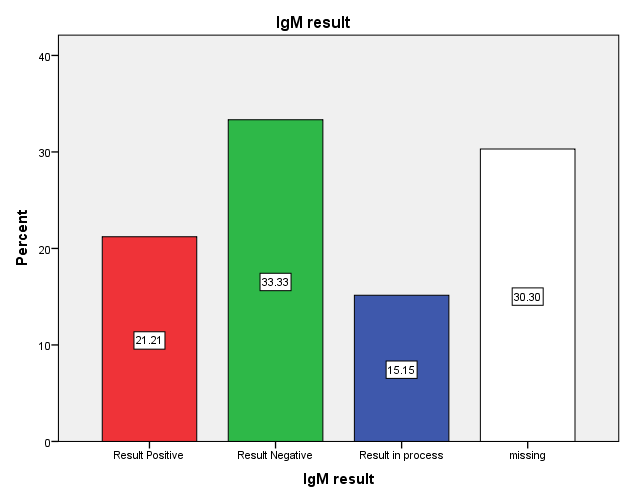 IgM result
Percent
40
30
20
10
0
21.21
33.33
15.15
30.30
Result Positive
Result Negative
Result in process
missing
IgM result